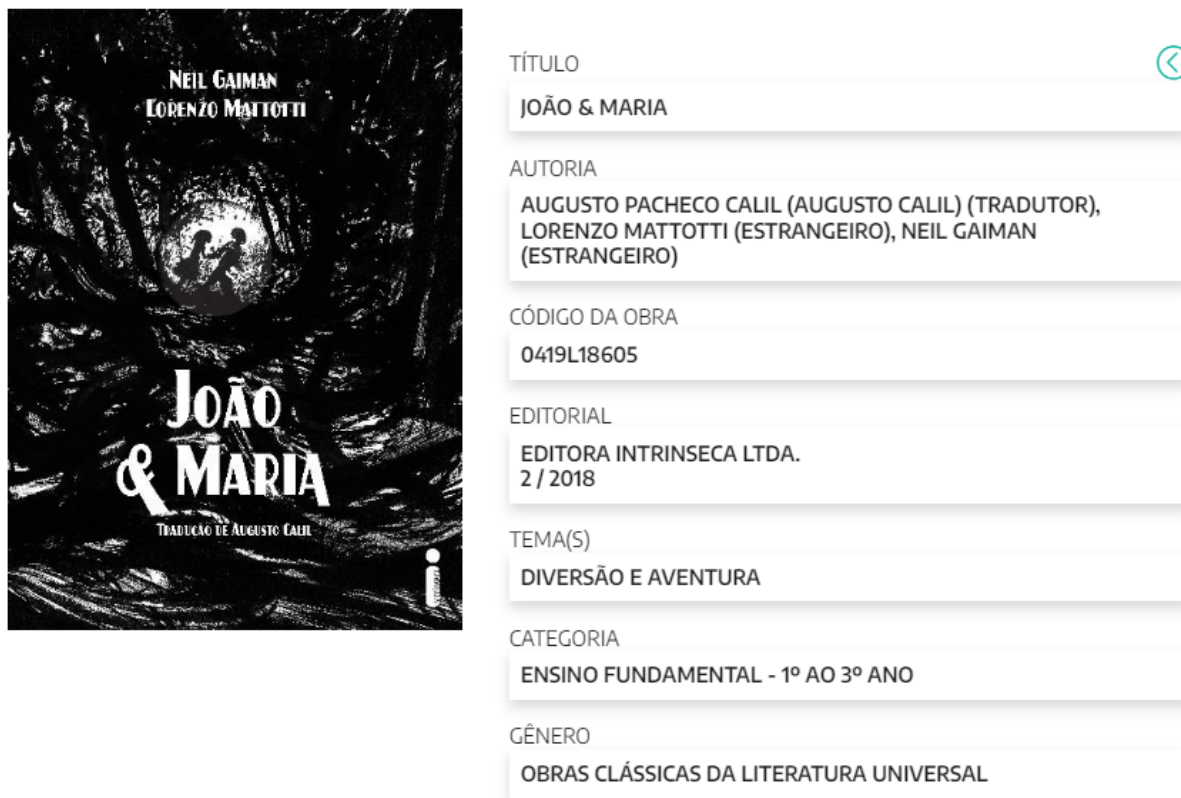 NEIL GAIMAN
LORENZO MATTOTTI
JOÃO
& MARIA
TRADUÇÃO DE AUGUSTO CALIL
TÍTULO
JOÃO & MARIA
AUTORIA
AUGUSTO PACHECO CALIL (AUGUSTO CALIL) (TRADUTOR),
LORENZO MATTOTTI (ESTRANGEIRO), NEIL GAIMAN
(ESTRANGEIRO)
CÓDIGO DA OBRA
0419L18605
EDITORIAL
EDITORA INTRINSECA LTDA.
2 / 2018
TEMA(S)
DIVERSÃO E AVENTURA
CATEGORIA
ENSINO FUNDAMENTAL - 1º AO 3º ANO
GÊNERO
OBRAS CLÁSSICAS DA LITERATURA UNIVERSAL